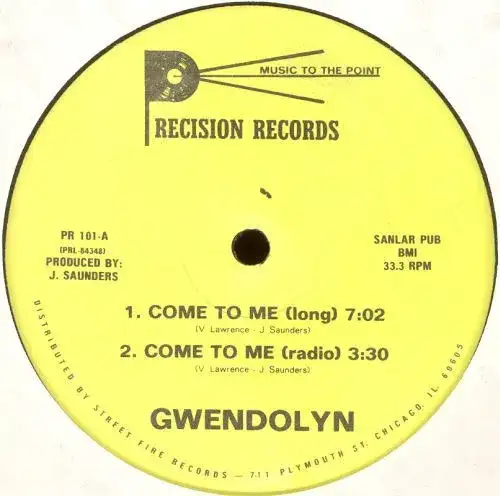 MUSIC TO THE POINT
PRECISION RECORDS
PR 101-A
(PRL-84348)
PRODUCED BY:
J. SAUNDERS
SANLAR PUB
BMI
33.3 RPM
1. COME TO ME (long) 7:02
(V Lawrence - J Saunders)
2. COME TO ME (radio) 3:30
(V. Lawrence - J. Saunders)
GWENDOLYN
DISTRIBUTED BY STREET FIRE RECORDS — 711 PLYMOUTH ST. CHICAGO, IL. 60605